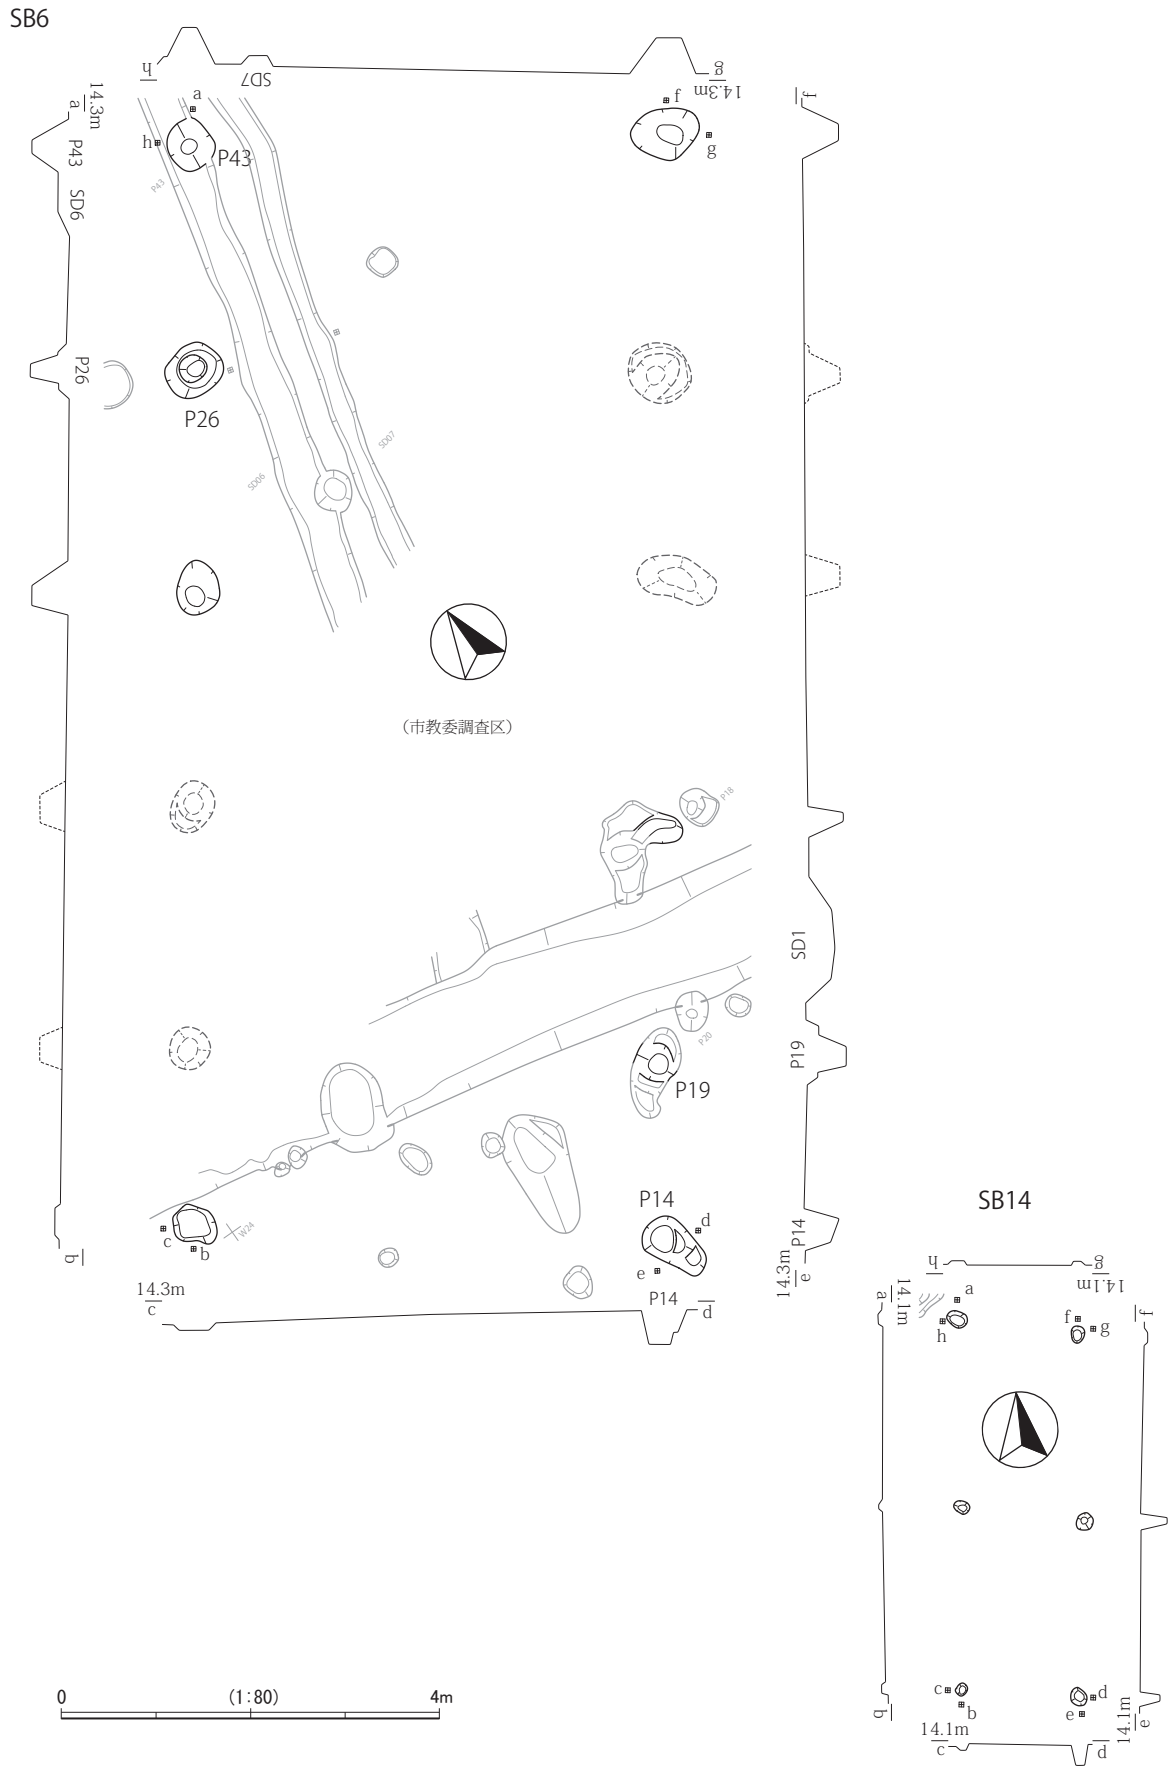 SB6
h
SD7
g
14.3m
a
14.3m
P43
SD6
P26
b
a
h
P43
P43
f
g
f
P26
SD06
SD07
（市教委調査区）
P18
SD1
P20
P19
P19
P14
P14
c
b
W24
d
e
14.3m
e
14.3m
c
P14
d
SB14
h
g
14.1m
a
14.1m
a
h
f
g
f
c
b
d
e
b
14.1m
e
14.1m
c
d
0 (1:80) 4m